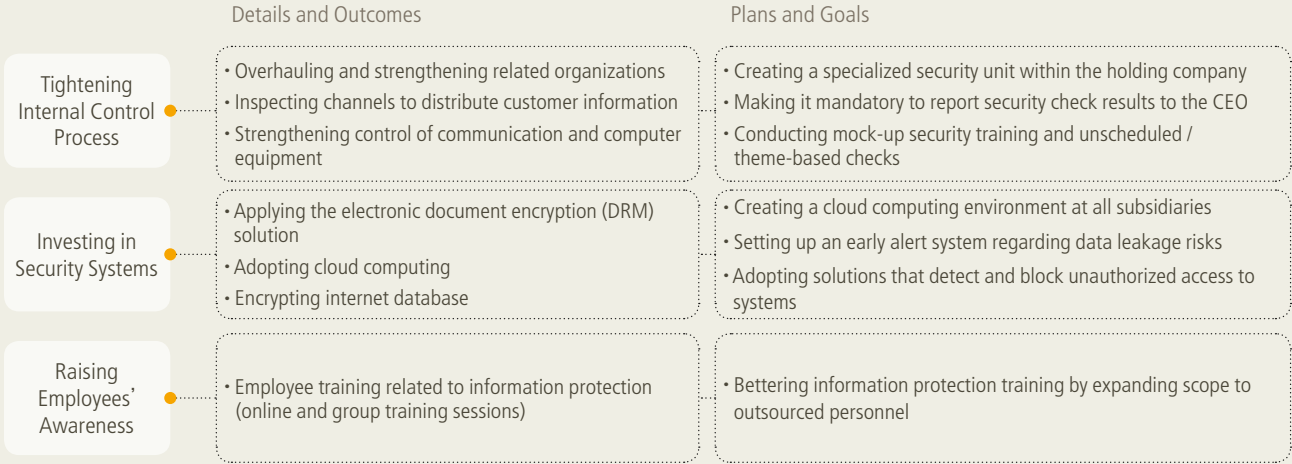 Details and Outcomes
Plans and Goals
Tightening
Internal Control
Process
• Overhauling and strengthening related organizations
• Inspecting channels to distribute customer information
• Strengthening control of communication and computer
equipment
• Creating a specialized security unit within the holding company
• Making it mandatory to report security check results to the CEO
• Conducting mock-up security training and unscheduled /
theme-based checks
Investing in
Security Systems
• Applying the electronic document encryption (DRM)
solution
• Adopting cloud computing
• Encrypting internet database
• Creating a cloud computing environment at all subsidiaries
• Setting up an early alert system regarding data leakage risks
• Adopting solutions that detect and block unauthorized access to
systems
Raising
Employees’
Awareness
• Employee training related to information protection
(online and group training sessions)
• Bettering information protection training by expanding scope to
outsourced personnel